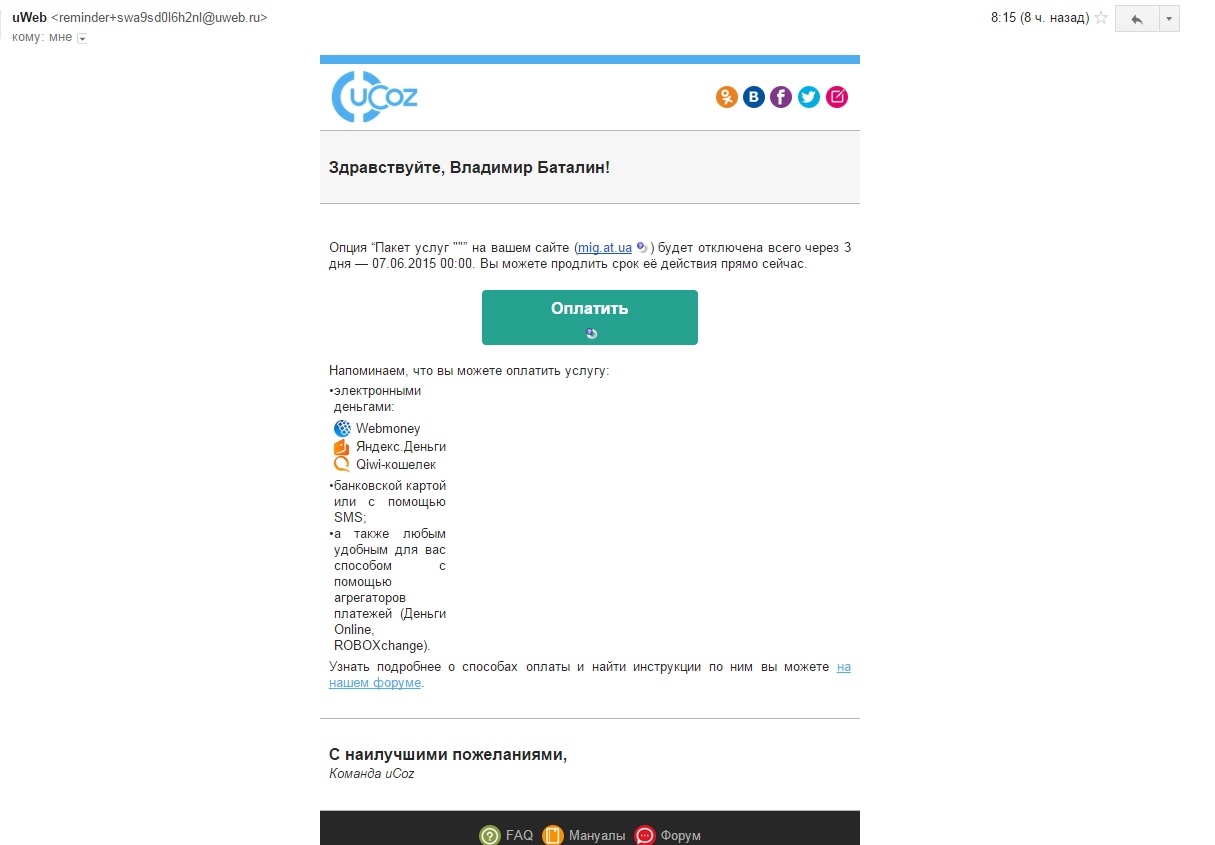 uWeb <reminder+swa9sd0l6h2nl@uweb.ru>
8:15 (8 ч. назад)
кому: мне
uCoz
Здравствуйте, Владимир Баталин!
Опция “Пакет услуг """ на вашем сайте (mig.at.ua ) будет отключена всего через 3
дня — 07.06.2015 00:00. Вы можете продлить срок её действия прямо сейчас.
Оплатить
Напоминаем, что вы можете оплатить услугу:
•электронными
деньгами:
Webmoney
Яндекс.Деньги
Qiwi-кошелек
•банковской картой
или с помощью
SMS;
•а также любым
удобным для вас
способом с
помощью
агрегаторов
платежей (Деньги
Online,
ROBOXchange).
Узнать подробнее о способах оплаты и найти инструкции по ним вы можете на
нашем форуме.
С наилучшими пожеланиями,
Команда uCoz
FAQ Мануалы Форум